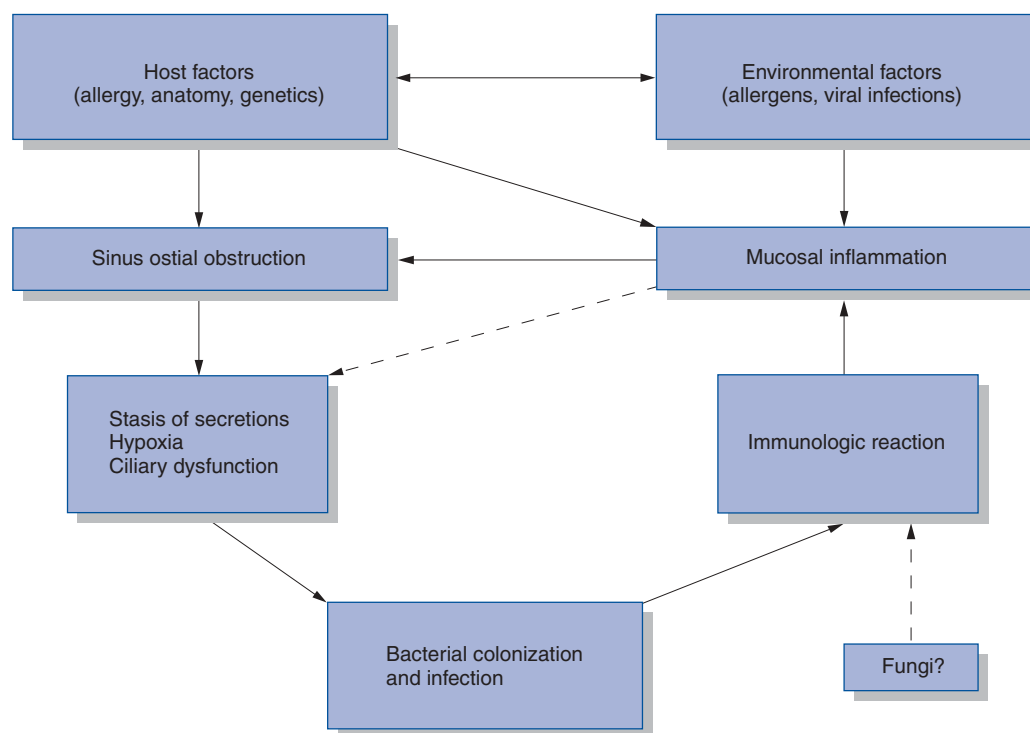 Host factors
(allergy, anatomy, genetics)
Environmental factors
(allergens, viral infections)
Sinus ostial obstruction
Mucosal inflammation
Stasis of secretions
Hypoxia
Ciliary dysfunction
Immunologic reaction
Bacterial colonization
and infection
Fungi?